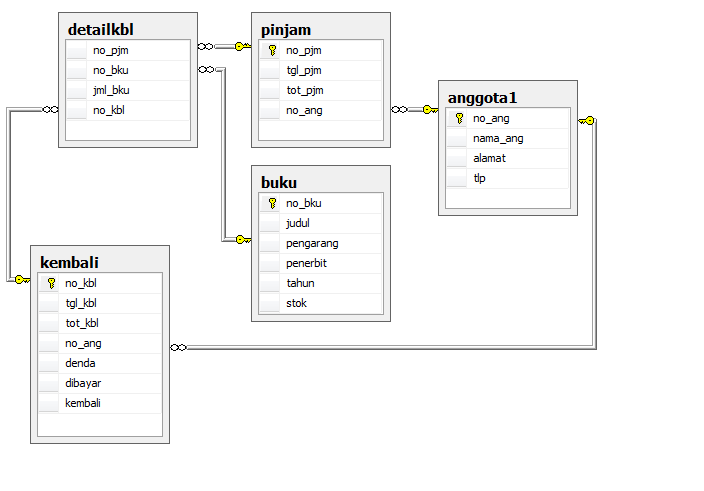 detailkbl
no_pjm
no_bku
jml_bku
no_kbl
pinjam
no_pjm
tgl_pjm
tot_pjm
no_ang
anggota1
no_ang
nama_ang
alamat
tlp
buku
no_bku
judul
pengarang
penerbit
tahun
stok
kembali
no_kbl
tgl_kbl
tot_kbl
no_ang
denda
dibayar
kembali